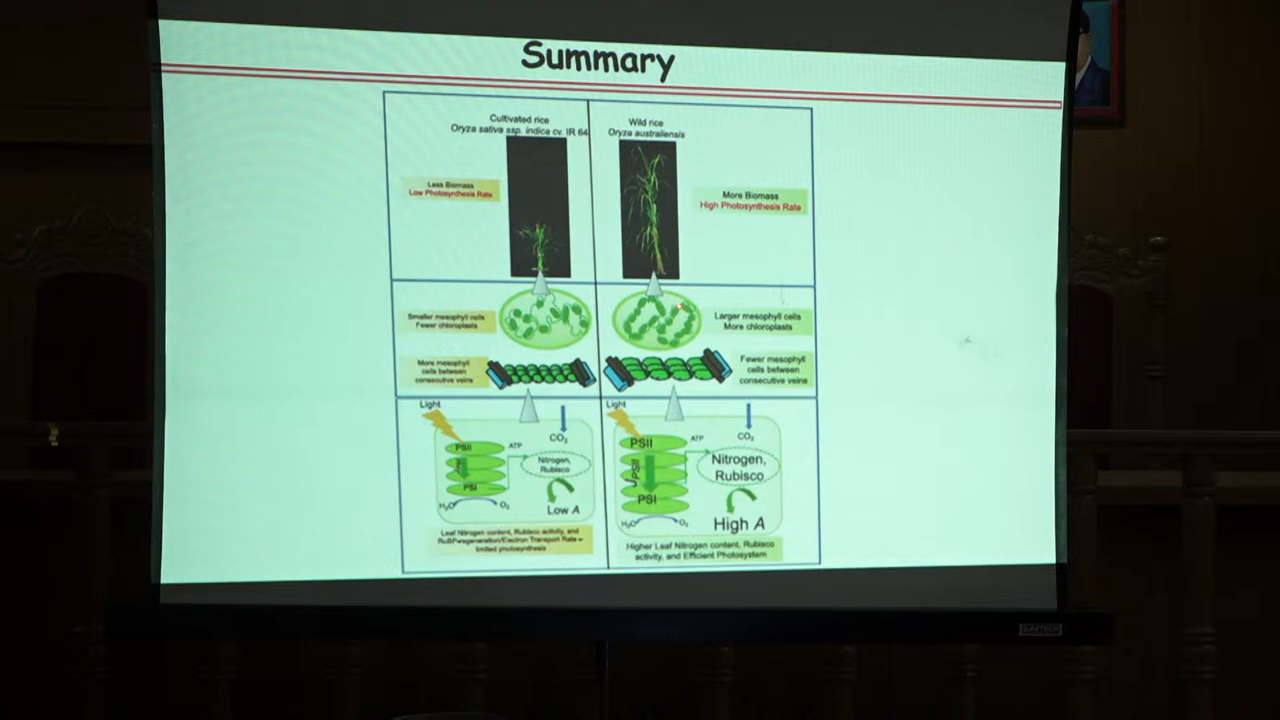 Summary
Cultivated rice
Oryza sativa ssp. indica cv. IR 64
Wild rice
Oryza australiensis
Less Biomass
Low Photosynthesis Rate
More Biomass
High Photosynthesis Rate
Smaller mesophyll cells
Fewer chloroplasts
Larger mesophyll cells
More chloroplasts
More mesophyll
cells between
consecutive veins
Fewer mesophyll
cells between
consecutive veins
Light
CO₂
PSII
ATP
Nitrogen,
Rubisco
PSI
H₂O
O₂
Low A
Leaf Nitrogen content, Rubisco activity, and
RuBP regeneration/Electron Transport Rate –
limited photosynthesis
Light
CO₂
PSII
ATP
Nitrogen,
Rubisco
JPSII
PSI
H₂O
O₂
High A
Higher Leaf Nitrogen content, Rubisco
activity, and Efficient Photosystem